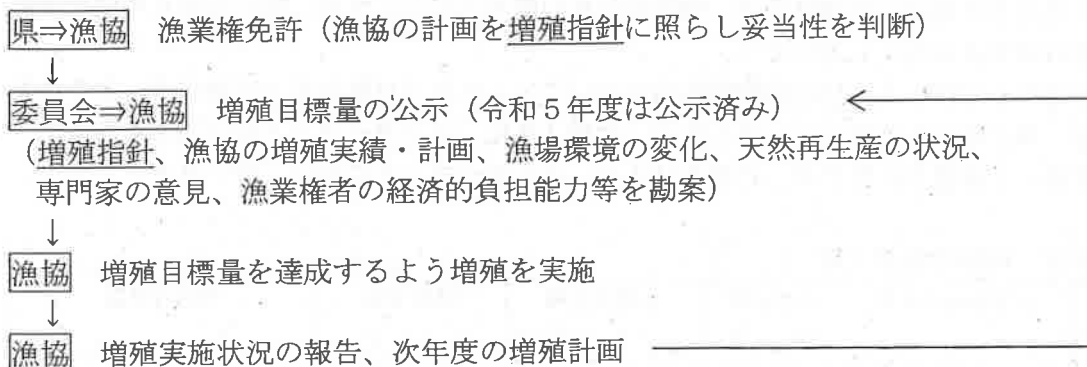 県⇒漁協 漁業権免許（漁協の計画を増殖指針に照らし妥当性を判断）
↓
委員会⇒漁協 増殖目標量の公示（令和５年度は公示済み）
（増殖指針、漁協の増殖実績・計画、漁場環境の変化、天然再生産の状況、
専門家の意見、漁業権者の経済的負担能力等を勘案）
↓
漁協 増殖目標量を達成するよう増殖を実施
↓
漁協 増殖実施状況の報告、次年度の増殖計画